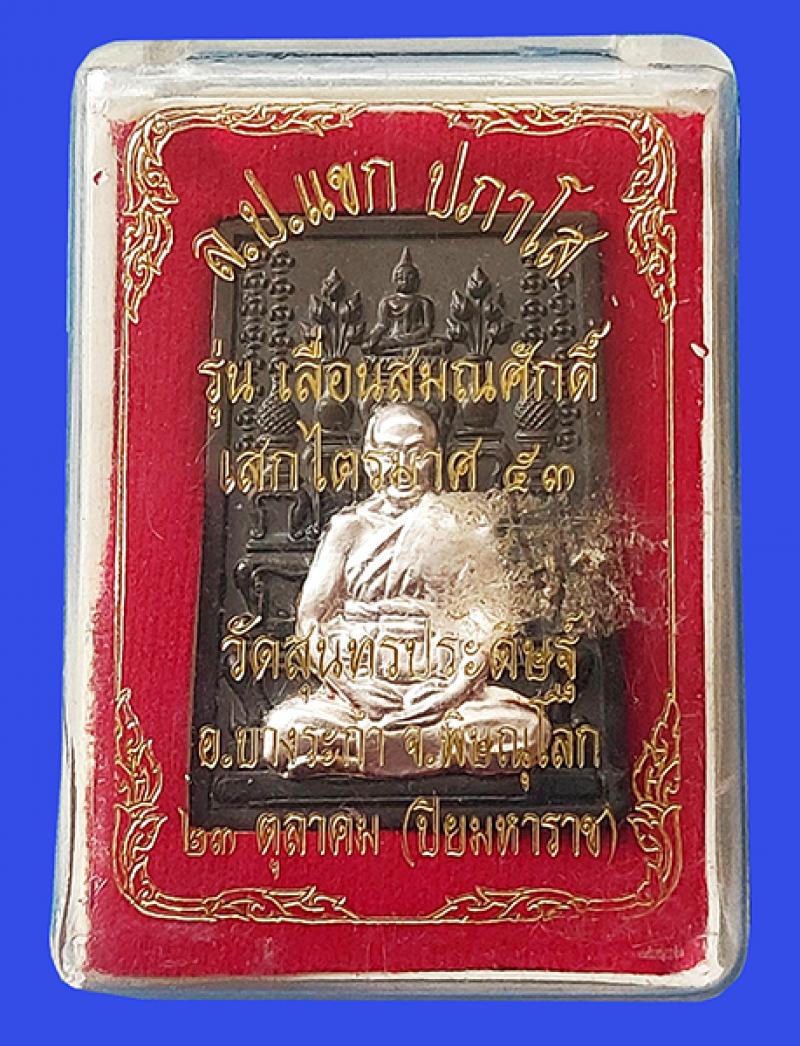 ล.ป.แขก ปภาโส
รุ่น เลื่อนสมณศักดิ์
เสกไตรมาศ ๕๓
วัดสุนทรประดิษฐ์
อ.บางระกำ จ.พิษณุโลก
๒๓ ตุลาคม (ปิยมหาราช)